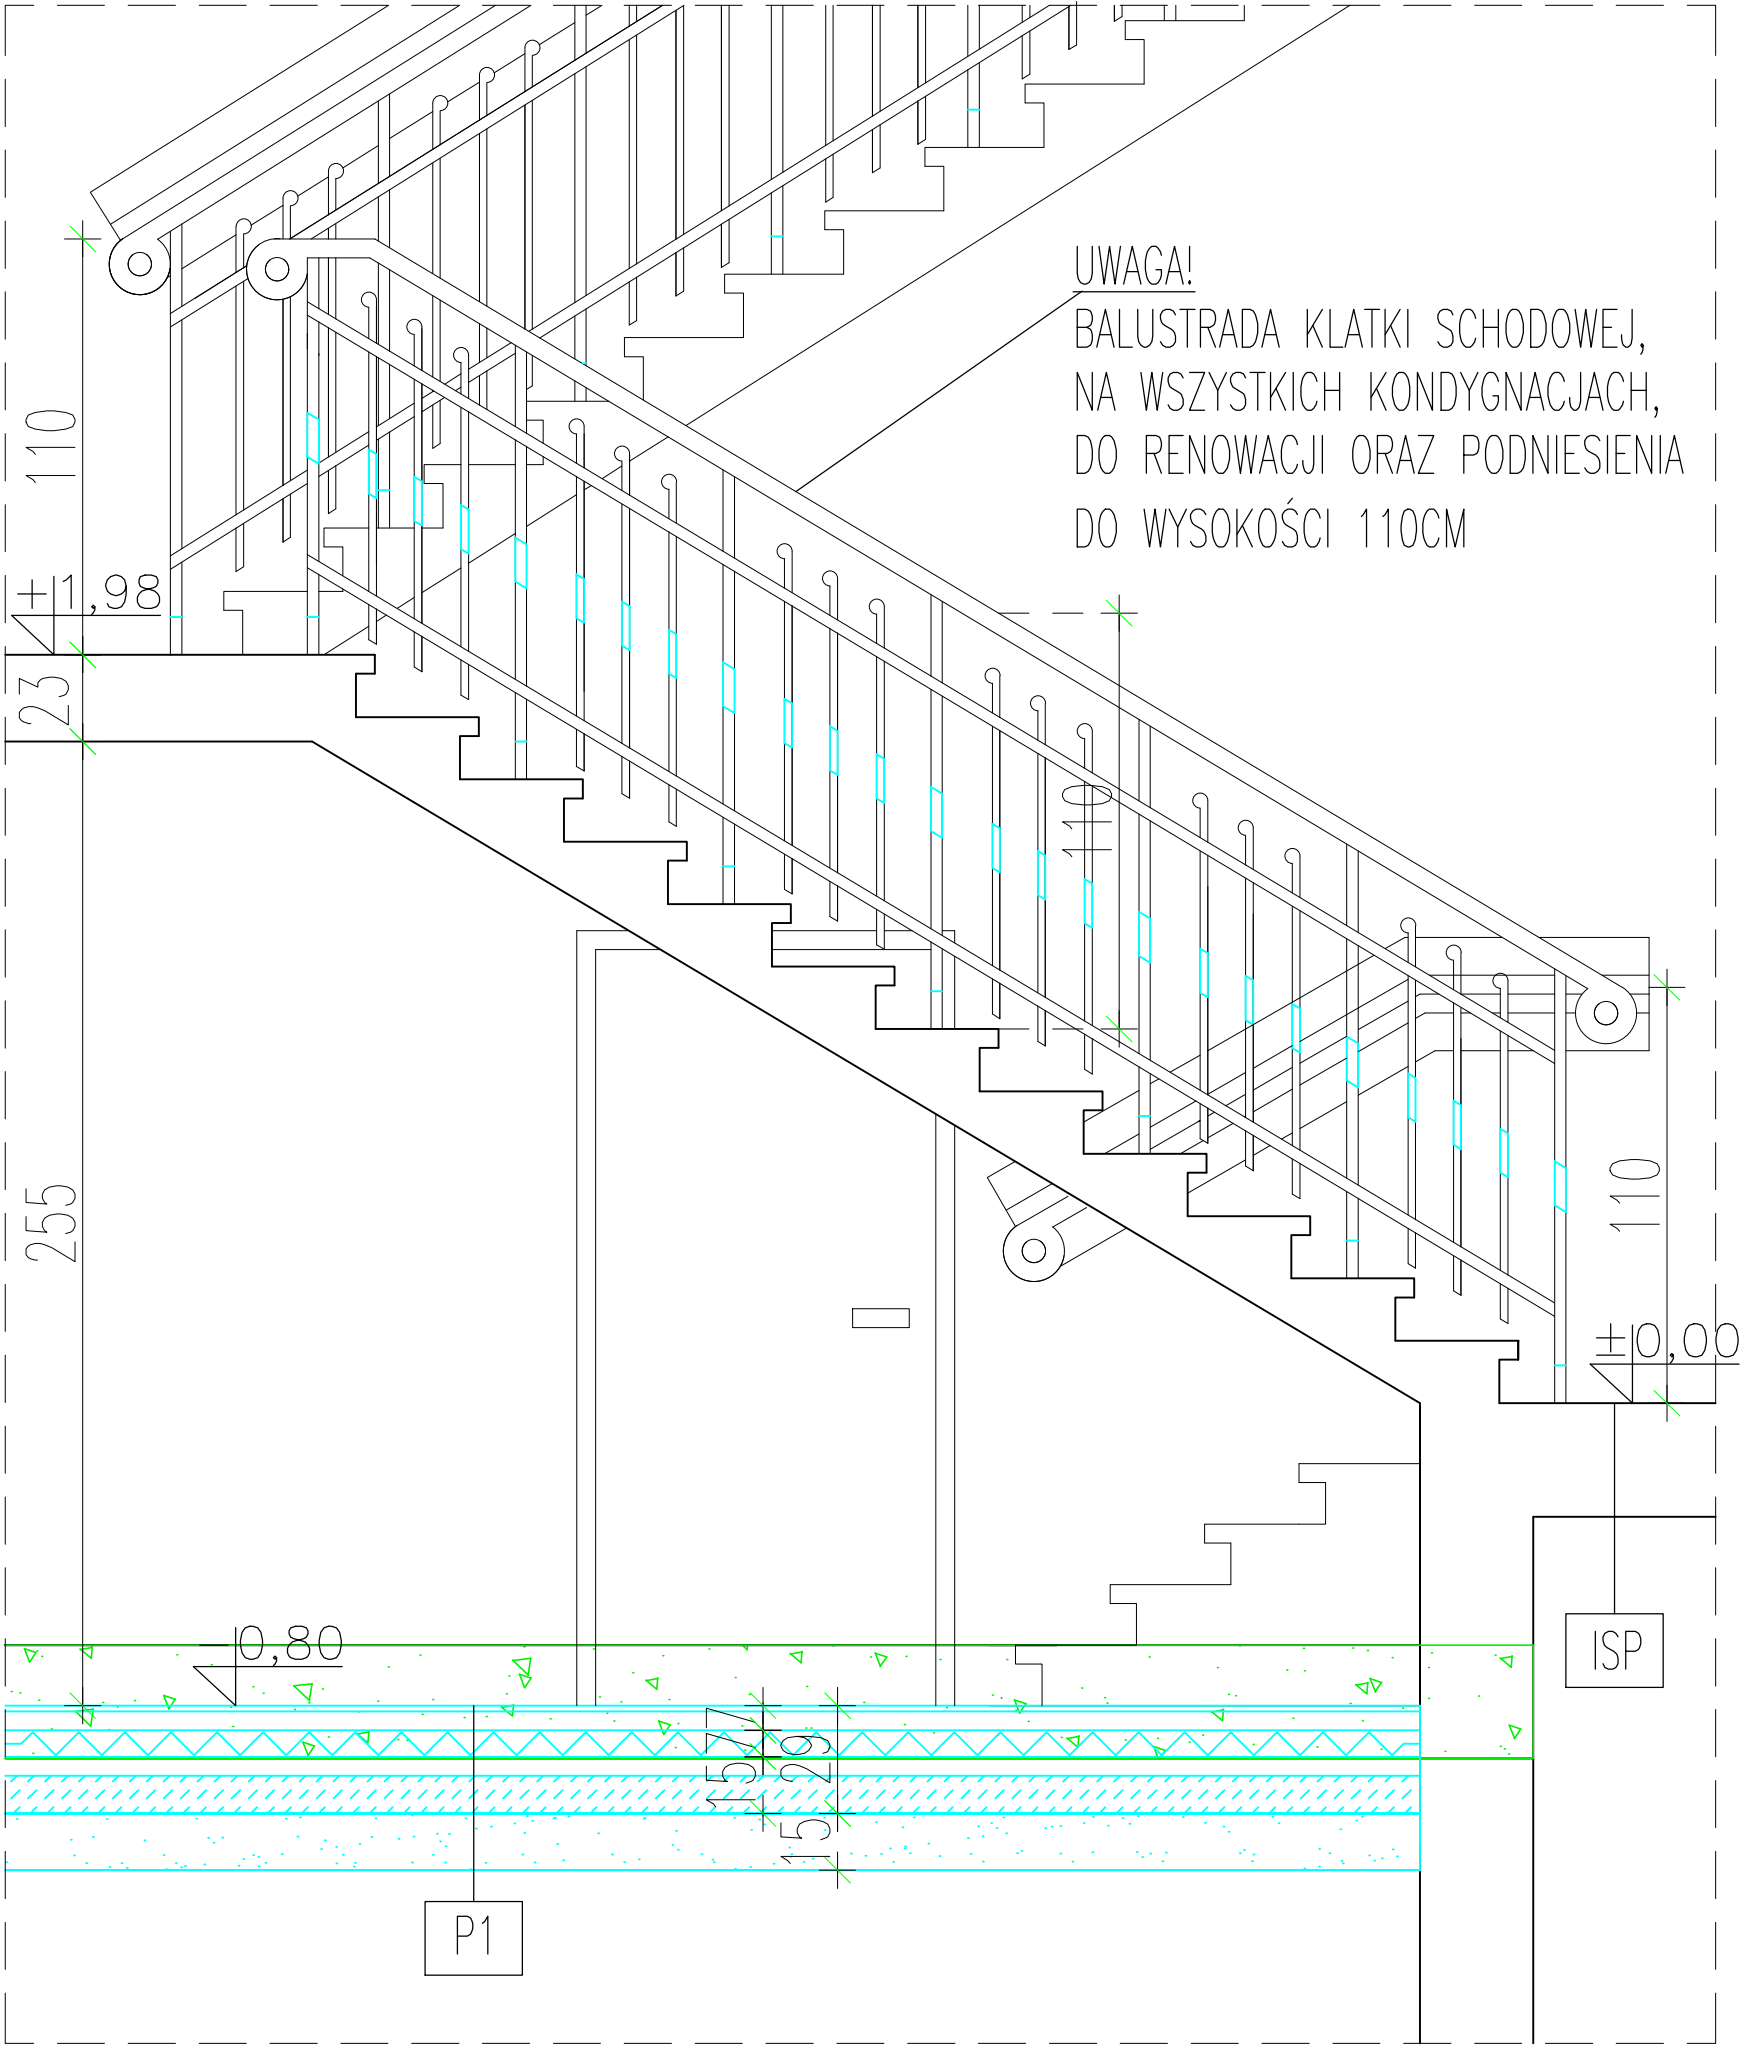 UWAGA!
BALUSTRADA KLATKI SCHODOWEJ,
NA WSZYSTKICH KONDYGNACJACH,
DO RENOWACJI ORAZ PODNIESIENIA
DO WYSOKOŚCI 110CM
110
+1,98
23
110
255
110
±0,00
ISP
-0,80
7
5
15
29
15
P1